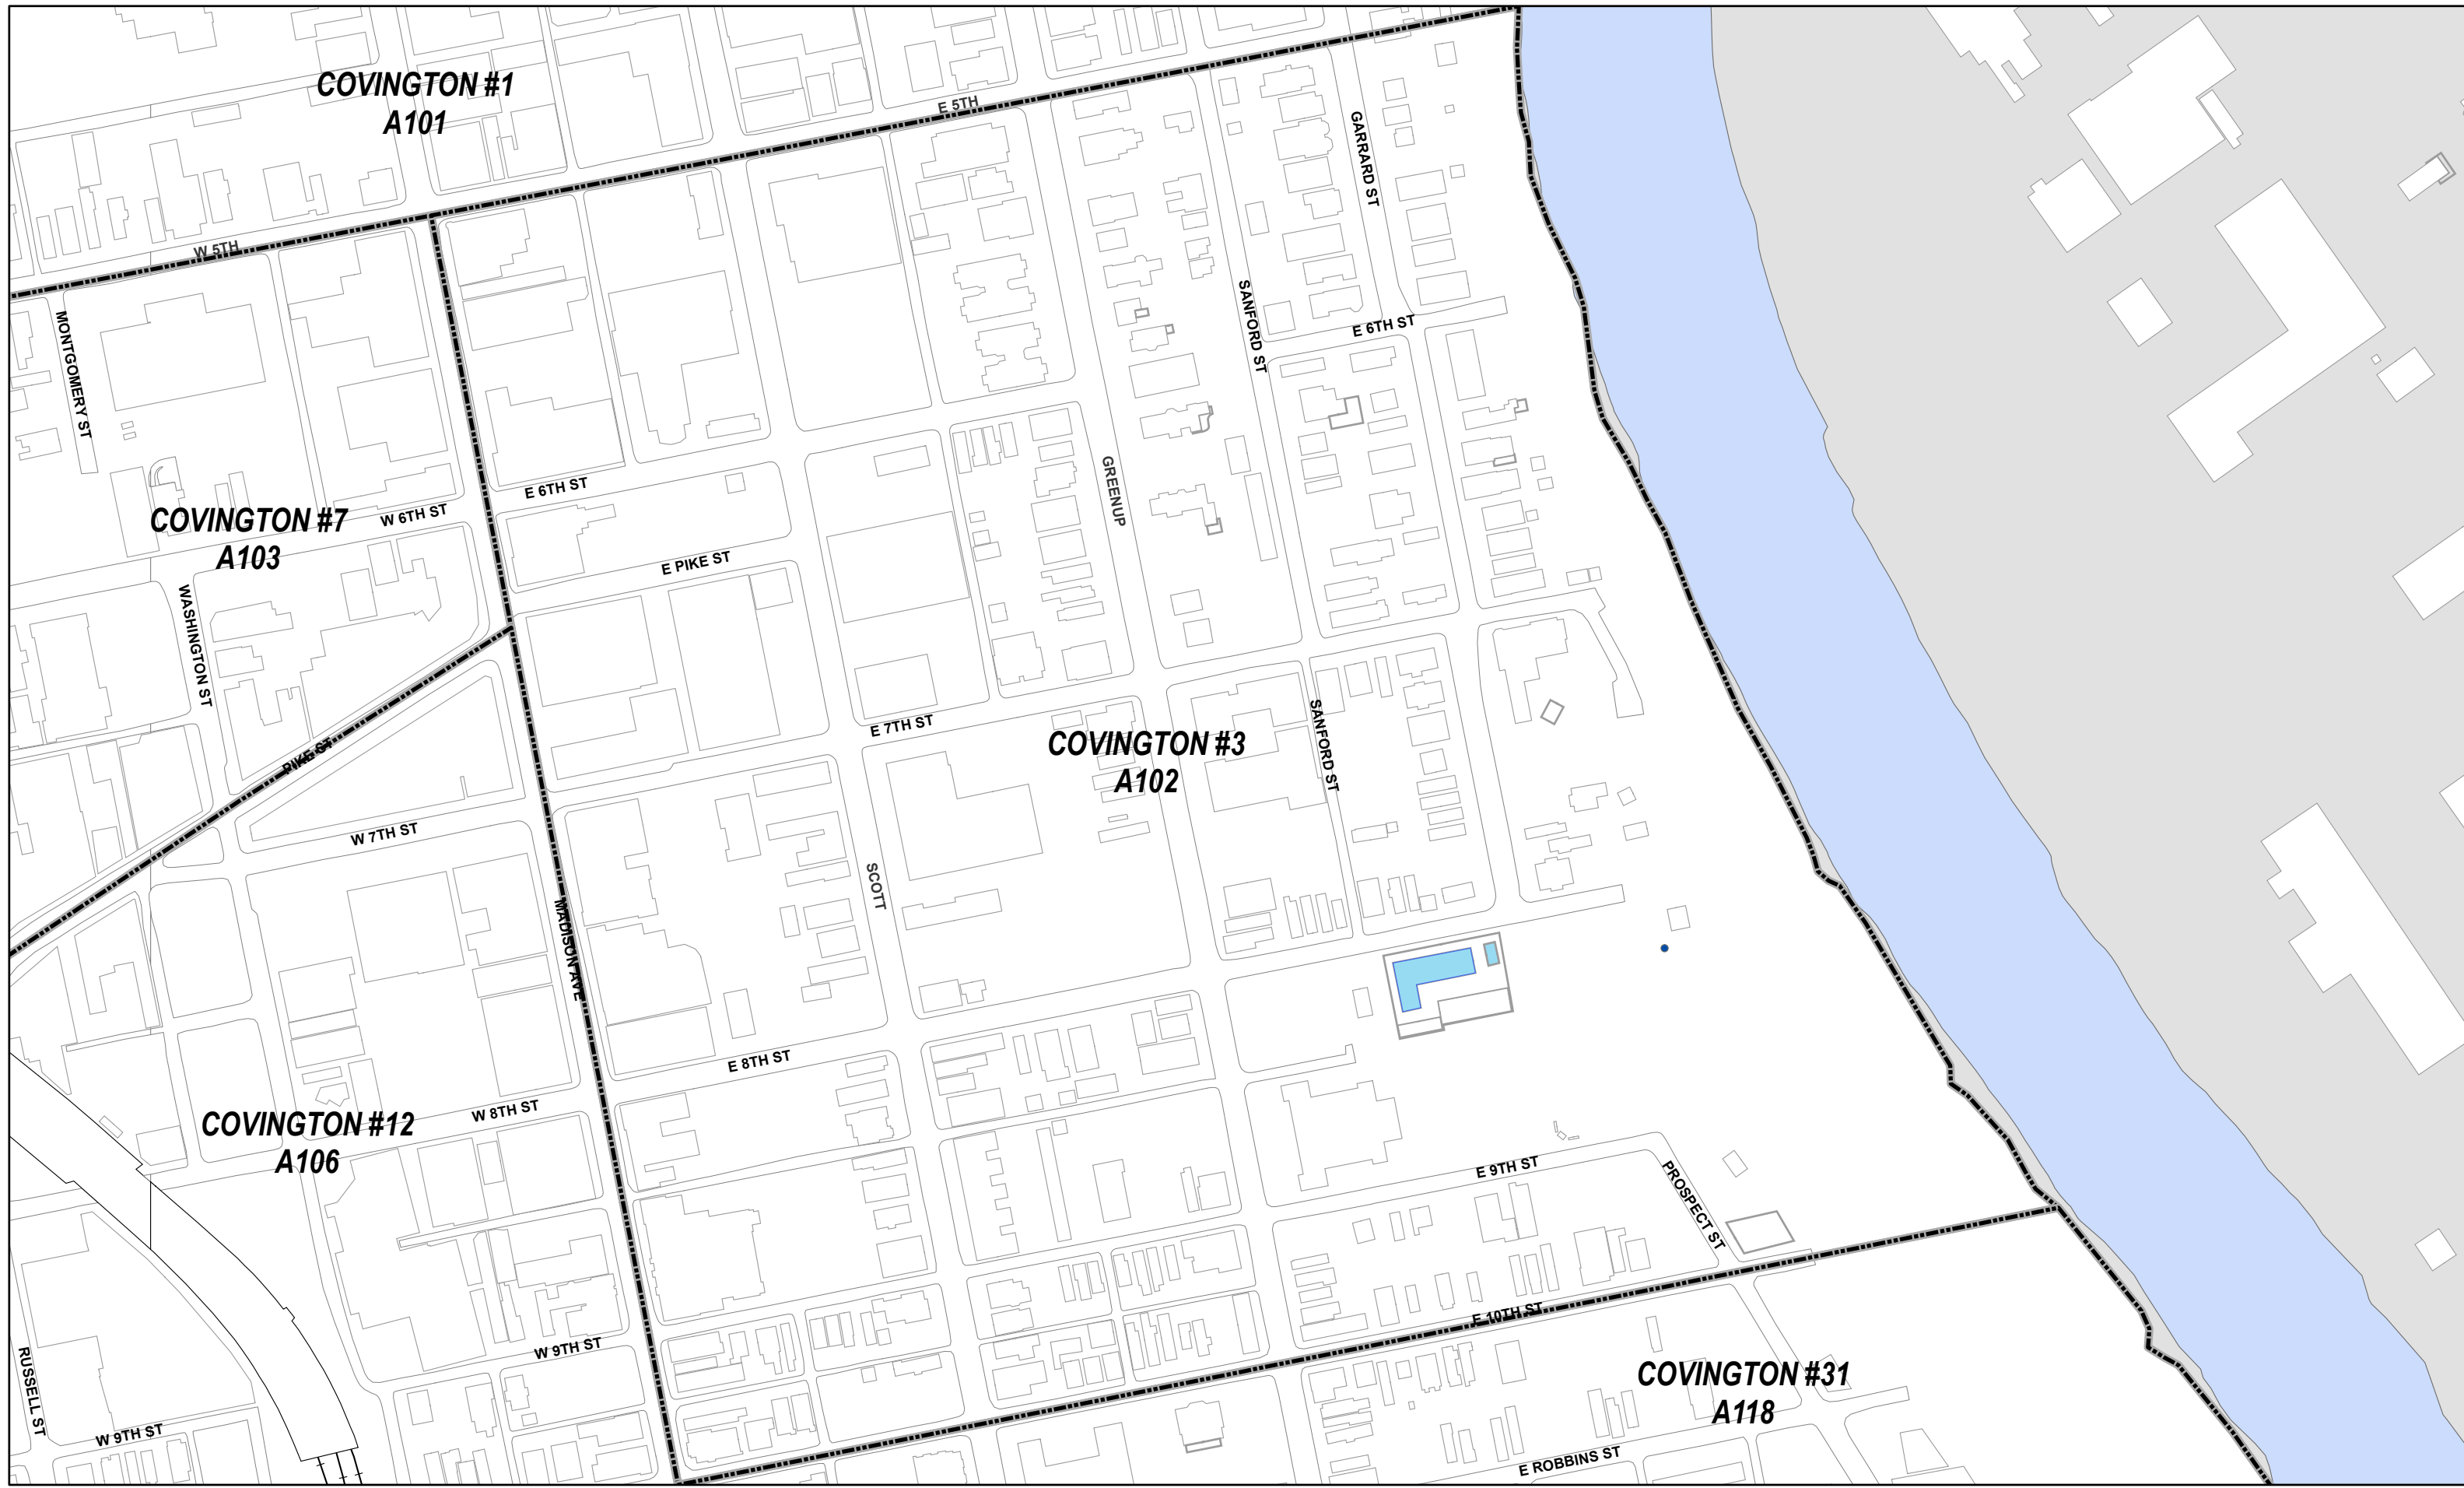 COVINGTON #1
A101
E 5TH
GARRARD ST
W 5TH
MONTGOMERY ST
SANFORD ST
E 6TH ST
GREENUP
E 6TH ST
W 6TH ST
COVINGTON #7
A103
E PIKE ST
WASHINGTON ST
E 7TH ST
COVINGTON #3
A102
SANFORD ST
PIKE ST
W 7TH ST
SCOTT
MADISON AVE
E 8TH ST
W 8TH ST
COVINGTON #12
A106
E 9TH ST
PROSPECT ST
E 10TH ST
W 9TH ST
RUSSELL ST
COVINGTON #31
A118
W 9TH ST
E ROBBINS ST